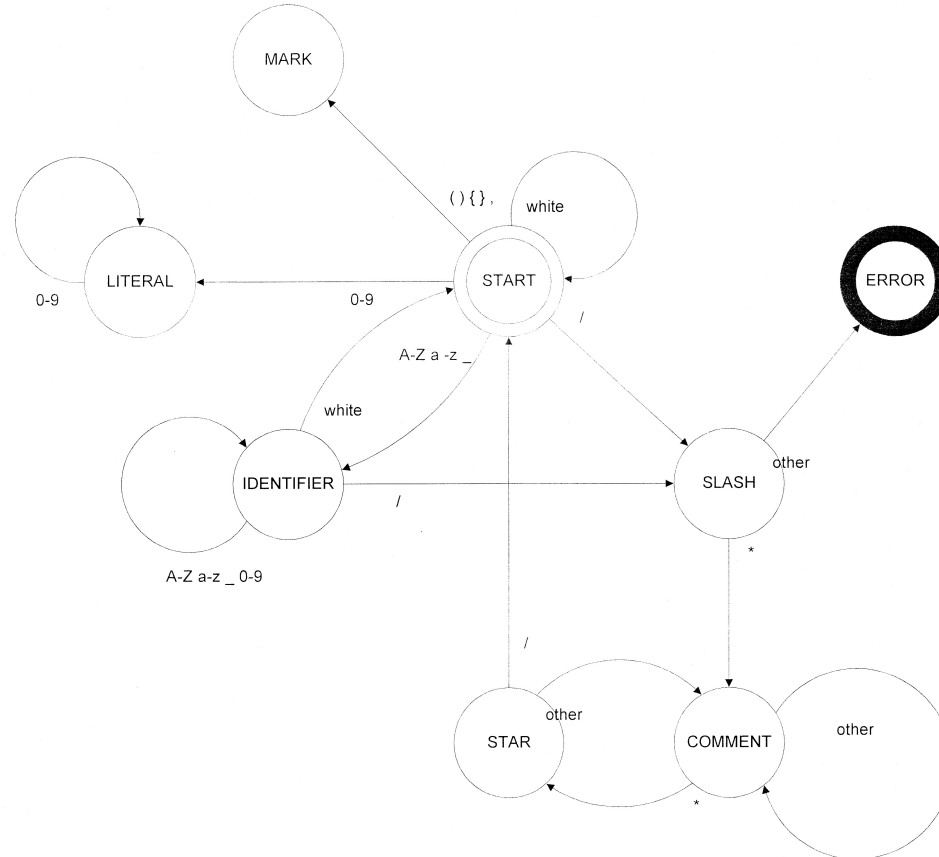 MARK
( ) { } ,
white
LITERAL
START
ERROR
0-9
0-9
/
A-Z a -z _
white
IDENTIFIER
SLASH
other
/
*
A-Z a-z _ 0-9
/
other
other
STAR
COMMENT
*